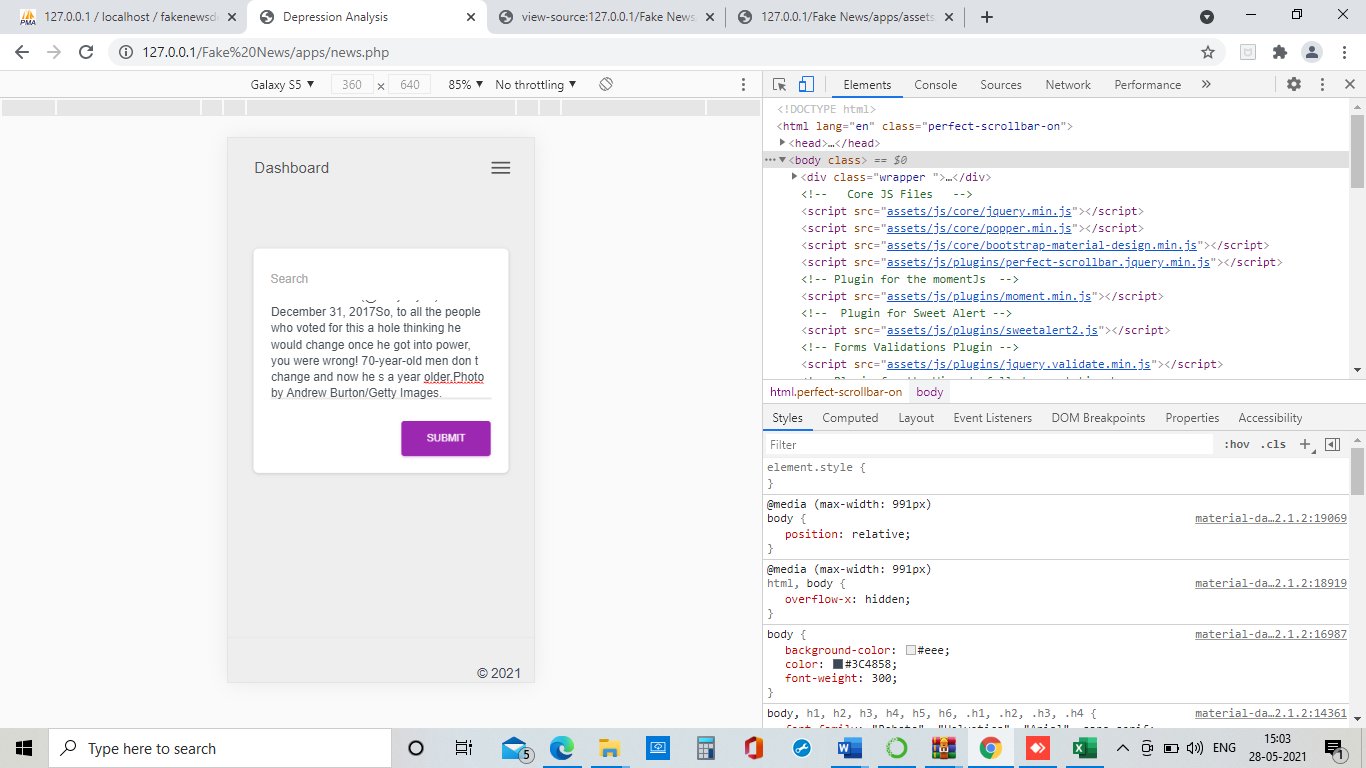 127.0.0.1 / localhost / fakenewsd
Depression Analysis
view-source:127.0.0.1/Fake News
127.0.0.1/Fake News/apps/assets
127.0.0.1/Fake%20News/apps/news.php
Galaxy S5 ▼ 360 × 640 85% ▼ No throttling ▼
Elements Console Sources Network Performance »
Dashboard
Search
December 31, 2017So, to all the people
who voted for this a hole thinking he
would change once he got into power,
you were wrong! 70-year-old men don t
change and now he s a year older.Photo
by Andrew Burton/Getty Images.
SUBMIT
© 2021
<!DOCTYPE html>
<html lang="en" class="perfect-scrollbar-on">
<head>…</head>
<body class> == $0
<div class="wrapper ">…</div>
<!--   Core JS Files   -->
<script src="assets/js/core/jquery.min.js"></script>
<script src="assets/js/core/popper.min.js"></script>
<script src="assets/js/core/bootstrap-material-design.min.js"></script>
<script src="assets/js/plugins/perfect-scrollbar.jquery.min.js"></script>
<!-- Plugin for the momentJs  -->
<script src="assets/js/plugins/moment.min.js"></script>
<!--  Plugin for Sweet Alert -->
<script src="assets/js/plugins/sweetalert2.js"></script>
<!-- Forms Validations Plugin -->
<script src="assets/js/plugins/jquery.validate.min.js"></script>
html.perfect-scrollbar-on body
Styles Computed Layout Event Listeners DOM Breakpoints Properties Accessibility
Filter :hov .cls +
element.style {
}
@media (max-width: 991px)
body { material-da…2.1.2:19069
position: relative;
}
@media (max-width: 991px)
html, body { material-da…2.1.2:18919
overflow-x: hidden;
}
body { material-da…2.1.2:16987
background-color: #eee;
color: #3C4858;
font-weight: 300;
}
body, h1, h2, h3, h4, h5, h6, .h1, .h2, .h3, .h4 { material-da…2.1.2:14361
Type here to search
5
ENG
15:03
28-05-2021
1